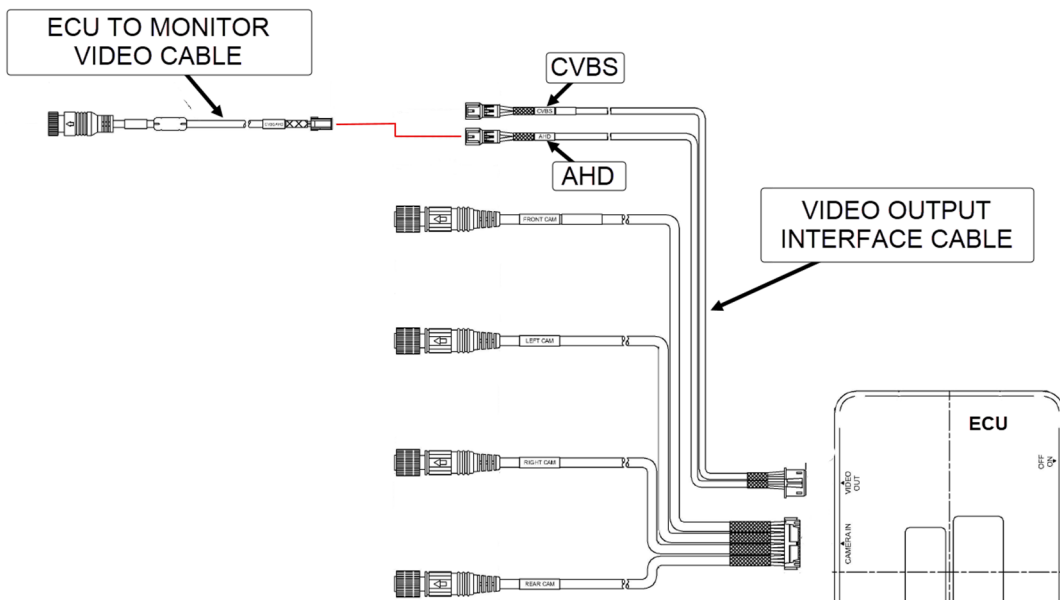 ECU TO MONITOR
VIDEO CABLE
CVBS
CVBS
AHD
AHD
FRONT CAM
VIDEO OUTPUT
INTERFACE CABLE
LEFT CAM
ECU
OFF
ON
RIGHT CAM
VIDEO
OUT
CAMERA IN
REAR CAM